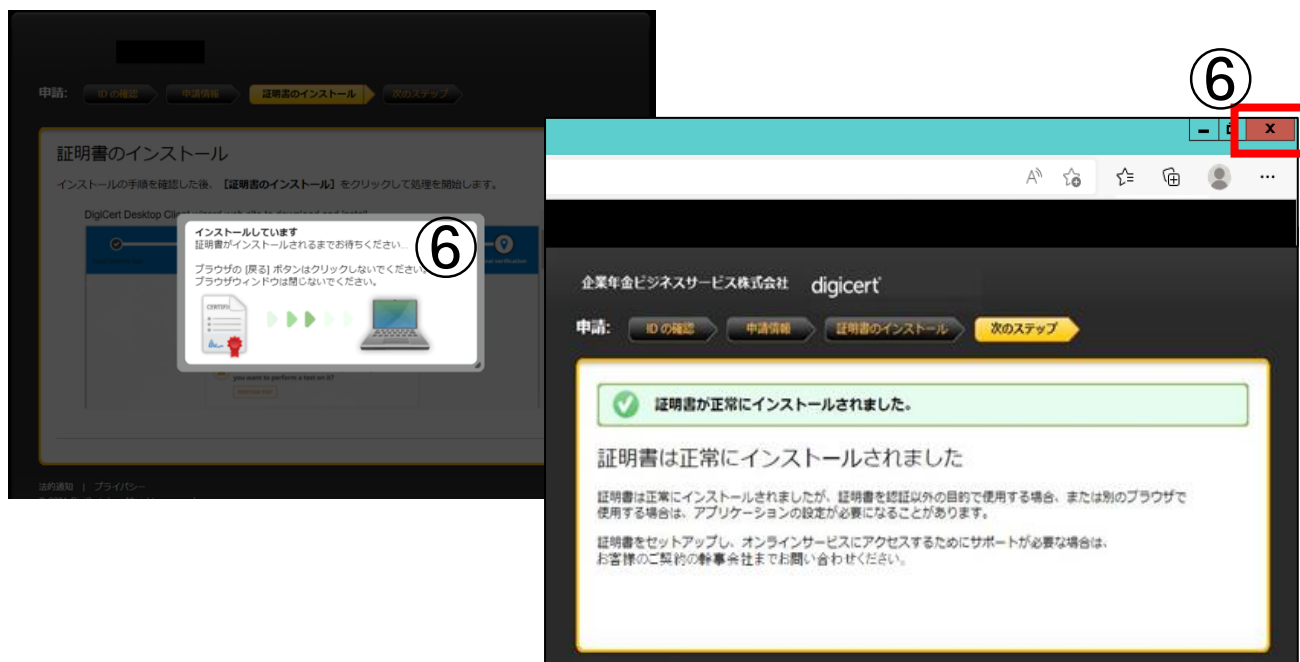 申請: ID の確認 申請情報 証明書のインストール 次のステップ
証明書のインストール
インストールの手順を確認した後、【証明書のインストール】をクリックして処理を開始します。
DigiCert Desktop
インストールしています
証明書がインストールされるまでお待ちください...
ブラウザの [戻る] ボタンはクリックしないでください。
ブラウザウィンドウは閉じないでください。
⑥
you want to perform a test on it?
法的通知 | プライバシー
⑥
X
企業年金ビジネスサービス株式会社 digicert
申請: ID の確認 申請情報 証明書のインストール 次のステップ
証明書が正常にインストールされました。
証明書は正常にインストールされました
証明書は正常にインストールされましたが、証明書を認証以外の目的で使用する場合、または別のブラウザで
使用する場合は、アプリケーションの設定が必要になることがあります。
証明書をセットアップし、オンラインサービスにアクセスするためにサポートが必要な場合は、
お客様のご契約の幹事会社までお問い合わせください。